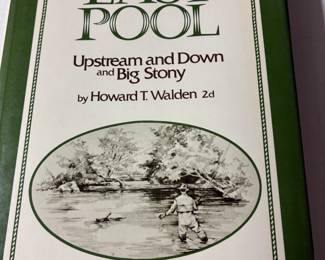 POOL
Upstream and Down
and Big Stony
by Howard T. Walden 2d